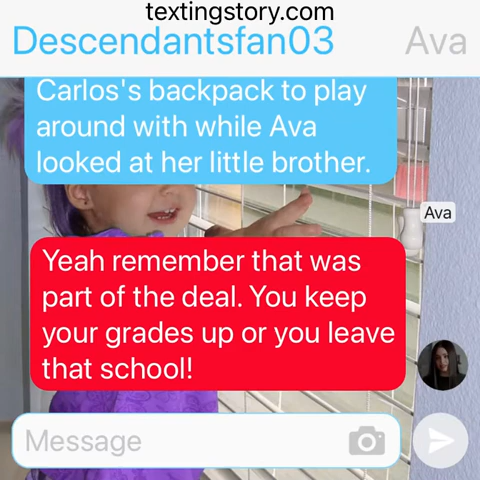 textingstory.com
Descendantsfan03 Ava
Carlos's backpack to play
around with while Ava
looked at her little brother.
Ava
Yeah remember that was
part of the deal. You keep
your grades up or you leave
that school!
Message